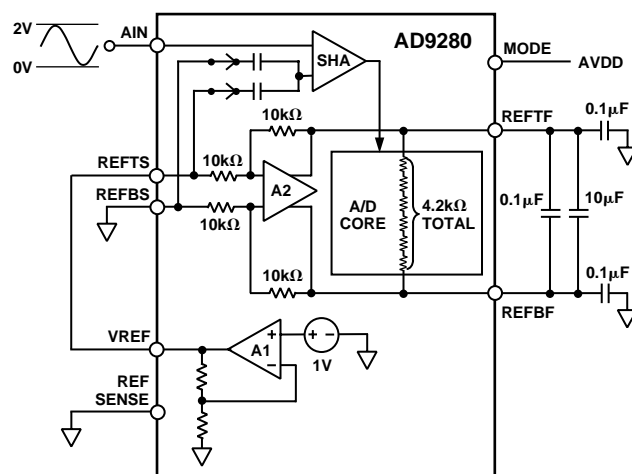 2V
0V
AIN
AD9280
SHA
MODE
AVDD
10kΩ
REFTF
0.1μF
REFTS
10kΩ
REFBS
A2
10kΩ
A/D
CORE
4.2kΩ
TOTAL
0.1μF
10μF
10kΩ
0.1μF
REFBF
VREF
A1
+
−
+
−
1V
REF
SENSE